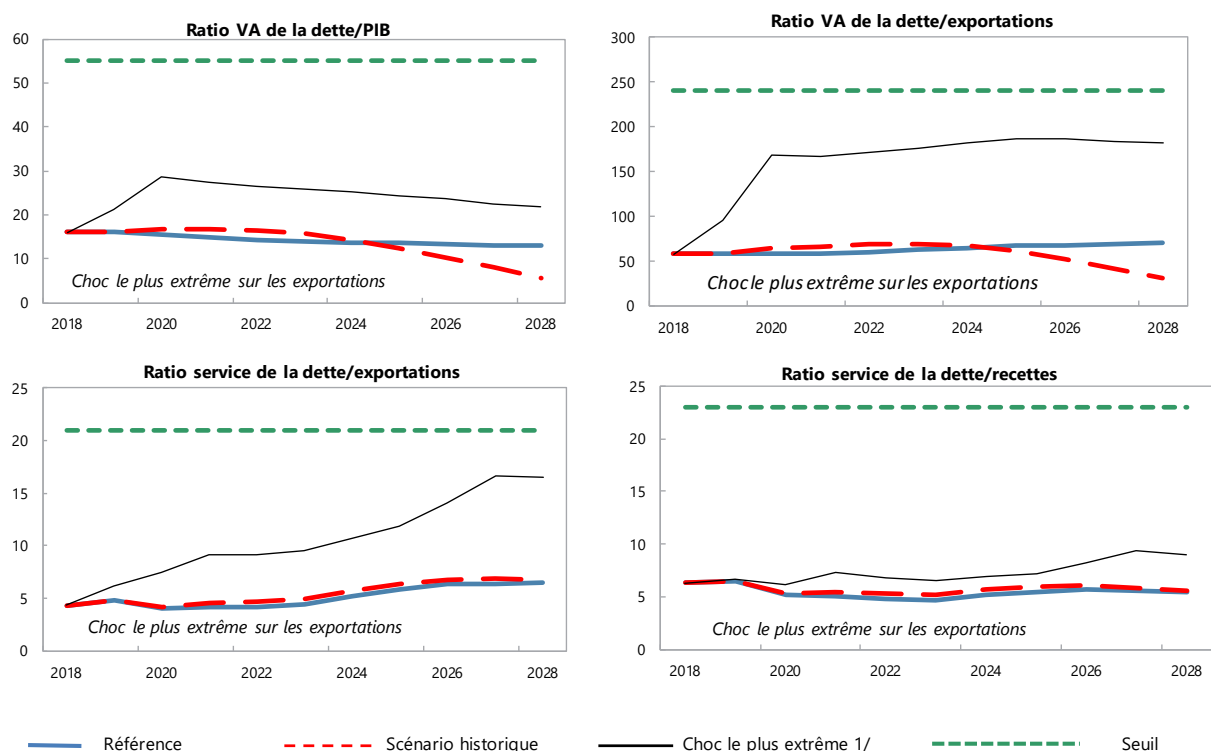 Ratio VA de la dette/PIB
60
50
40
30
20
10
0
Choc le plus extrême sur les exportations
2018 2020 2022 2024 2026 2028
Ratio VA de la dette/exportations
300
250
200
150
100
50
0
Choc le plus extrême sur les exportations
2018 2020 2022 2024 2026 2028
Ratio service de la dette/exportations
25
20
15
10
5
0
Choc le plus extrême sur les exportations
2018 2020 2022 2024 2026 2028
Ratio service de la dette/recettes
25
20
15
10
5
0
Choc le plus extrême sur les exportations
2018 2020 2022 2024 2026 2028
Référence Scénario historique Choc le plus extrême 1/ Seuil